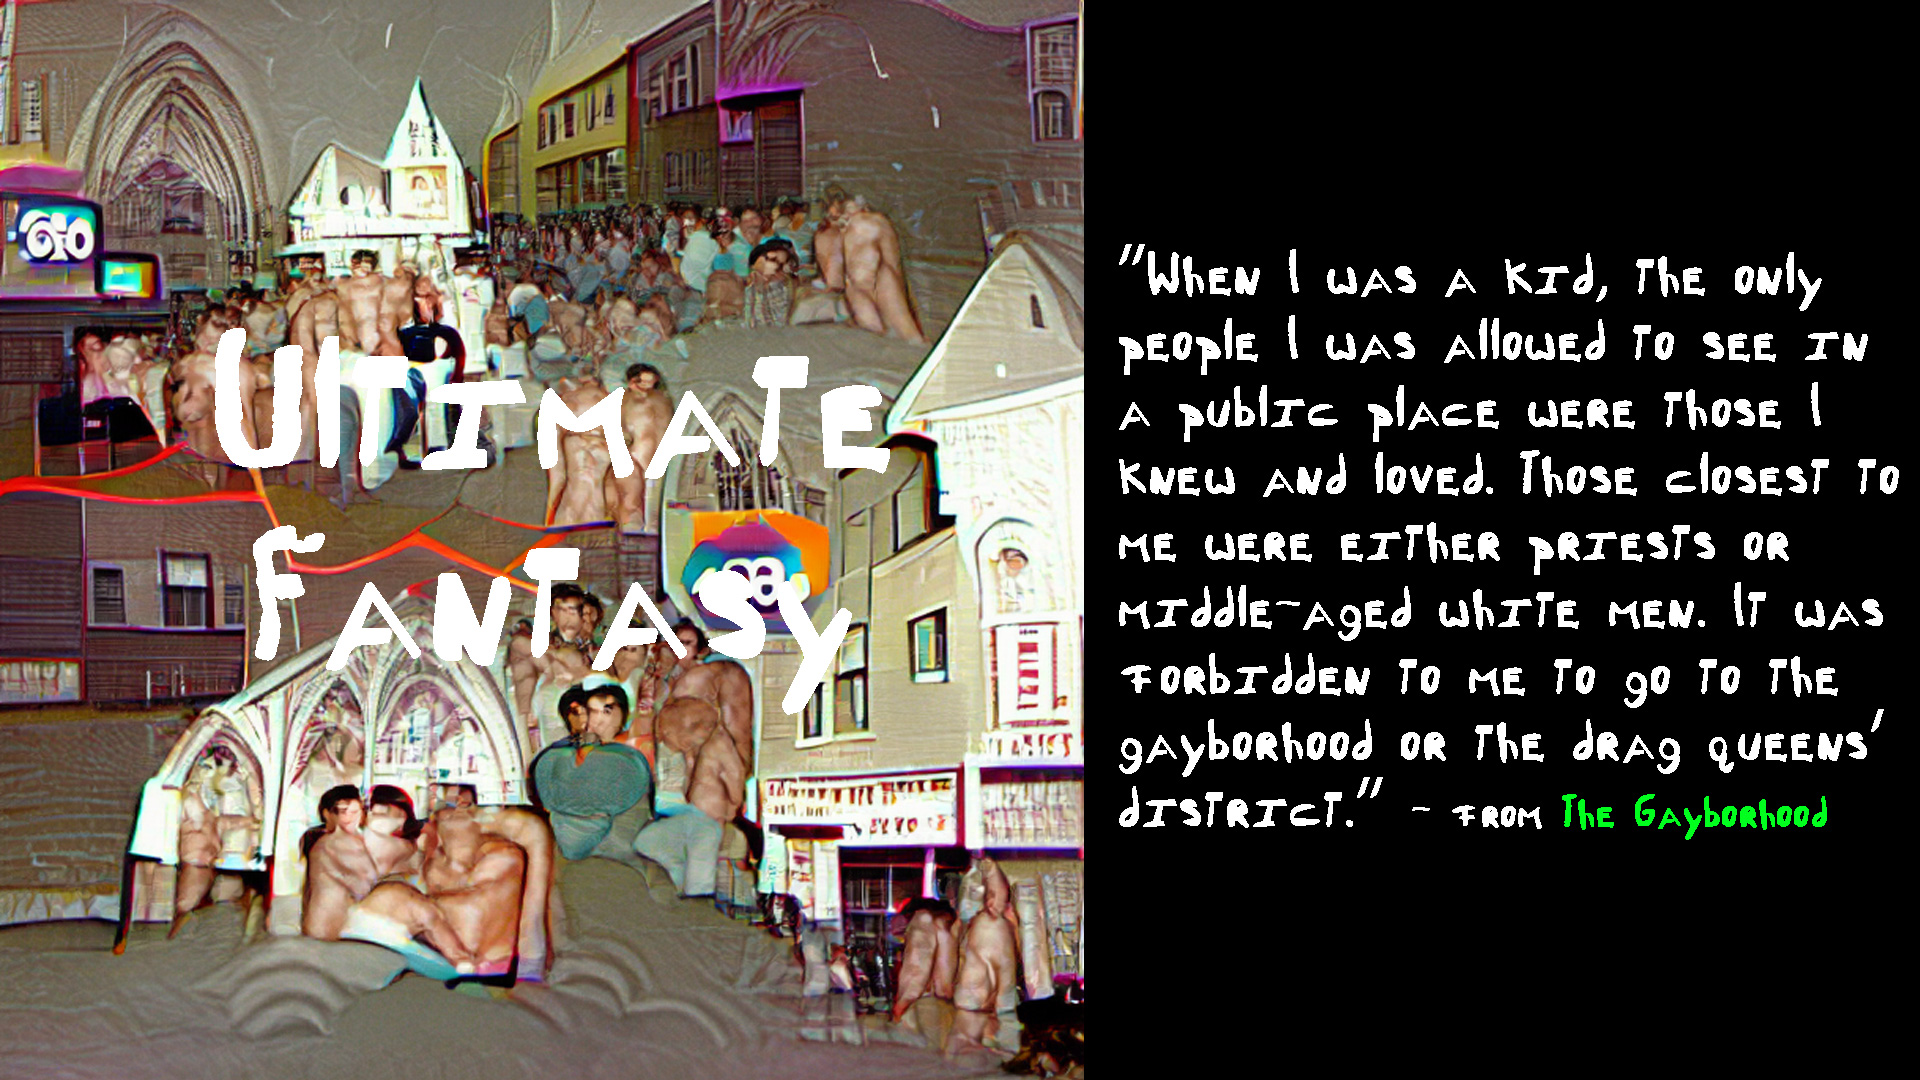 Ultimate
Fantasy
"When I was a kid, the only
people I was allowed to see in
a public place were those I
knew and loved. Those closest to
me were either priests or
middle-aged white men. It was
forbidden to me to go to the
gayborhood or the drag queens'
district." - from The Gayborhood